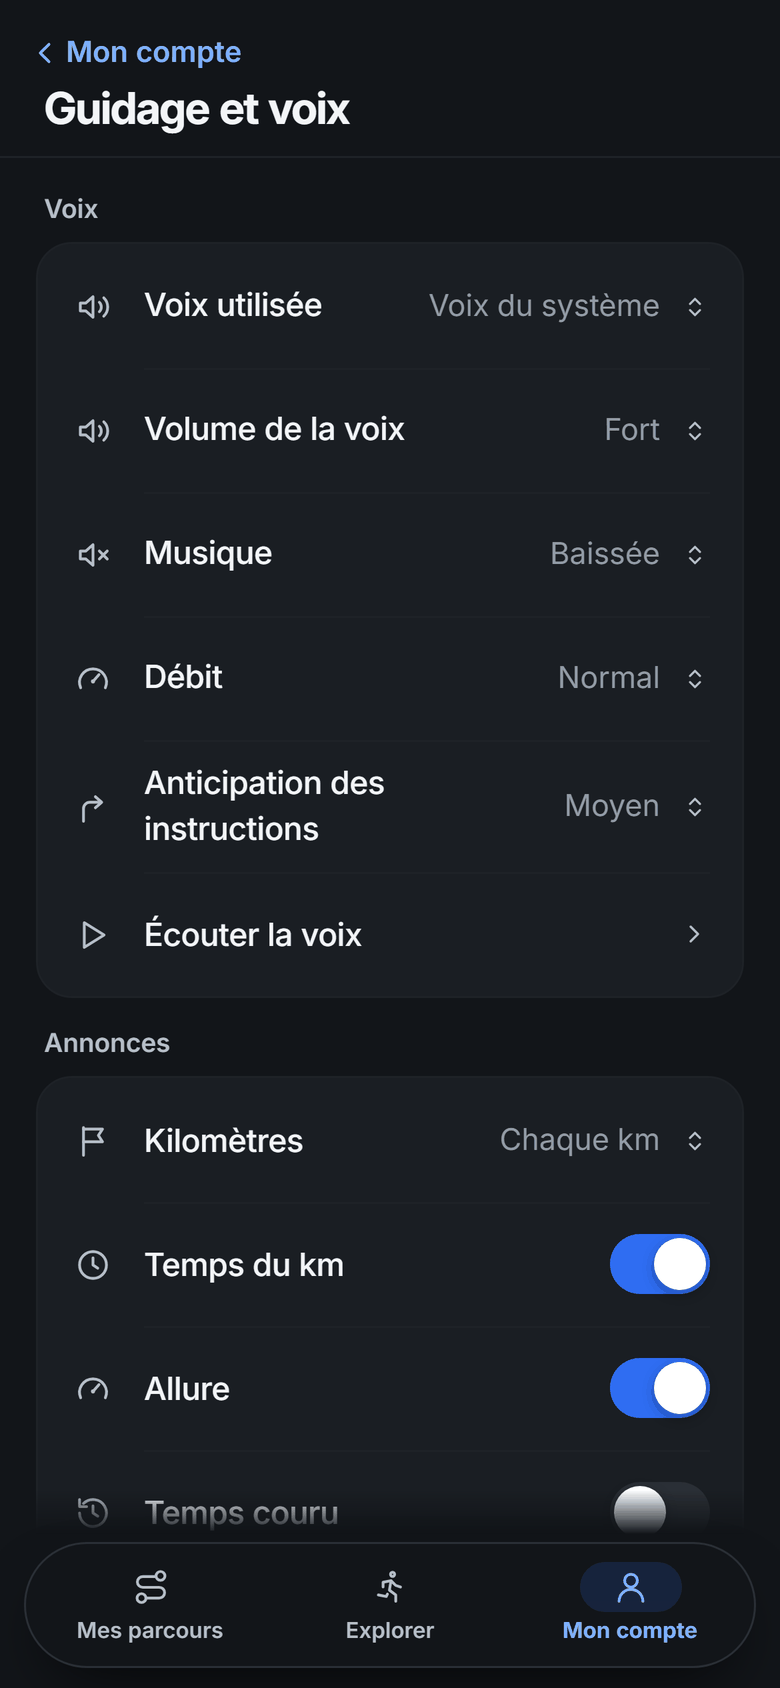 Mon compte
Guidage et voix
Voix
Voix utilisée Voix du système
Volume de la voix Fort
Musique Baissée
Débit Normal
Anticipation des
instructions Moyen
Écouter la voix
Annonces
Kilomètres Chaque km
Temps du km
Allure
Temps couru
Mes parcours Explorer Mon compte